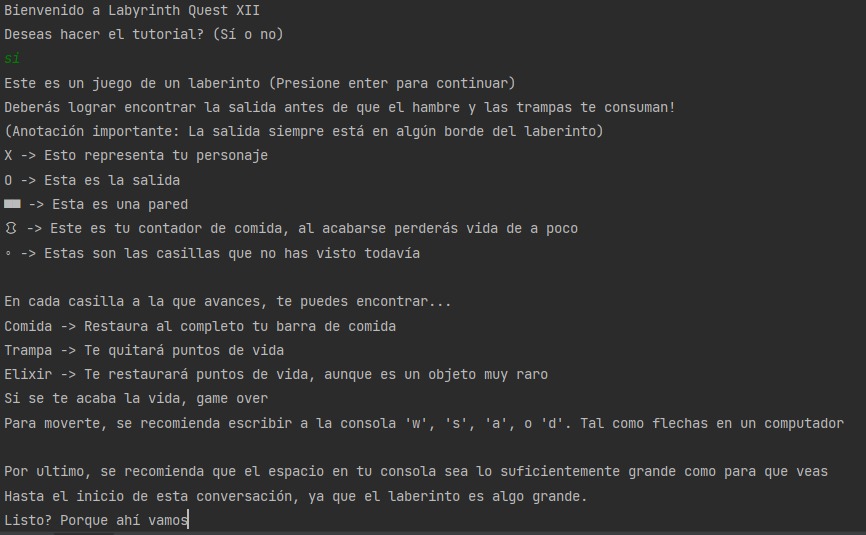 Bienvenido a Labyrinth Quest XII
Deseas hacer el tutorial? (Sí o no)
si
Este es un juego de un laberinto (Presione enter para continuar)
Deberás lograr encontrar la salida antes de que el hambre y las trampas te consuman!
(Anotación importante: La salida siempre está en algún borde del laberinto)
X -> Esto representa tu personaje
O -> Esta es la salida
■■ -> Esta es una pared
-> Este es tu contador de comida, al acabarse perderás vida de a poco
∘ -> Estas son las casillas que no has visto todavía
En cada casilla a la que avances, te puedes encontrar...
Comida -> Restaura al completo tu barra de comida
Trampa -> Te quitará puntos de vida
Elixir -> Te restaurará puntos de vida, aunque es un objeto muy raro
Si se te acaba la vida, game over
Para moverte, se recomienda escribir a la consola 'w', 's', 'a', o 'd'. Tal como flechas en un computador
Por ultimo, se recomienda que el espacio en tu consola sea lo suficientemente grande como para que veas
Hasta el inicio de esta conversación, ya que el laberinto es algo grande.
Listo? Porque ahí vamos